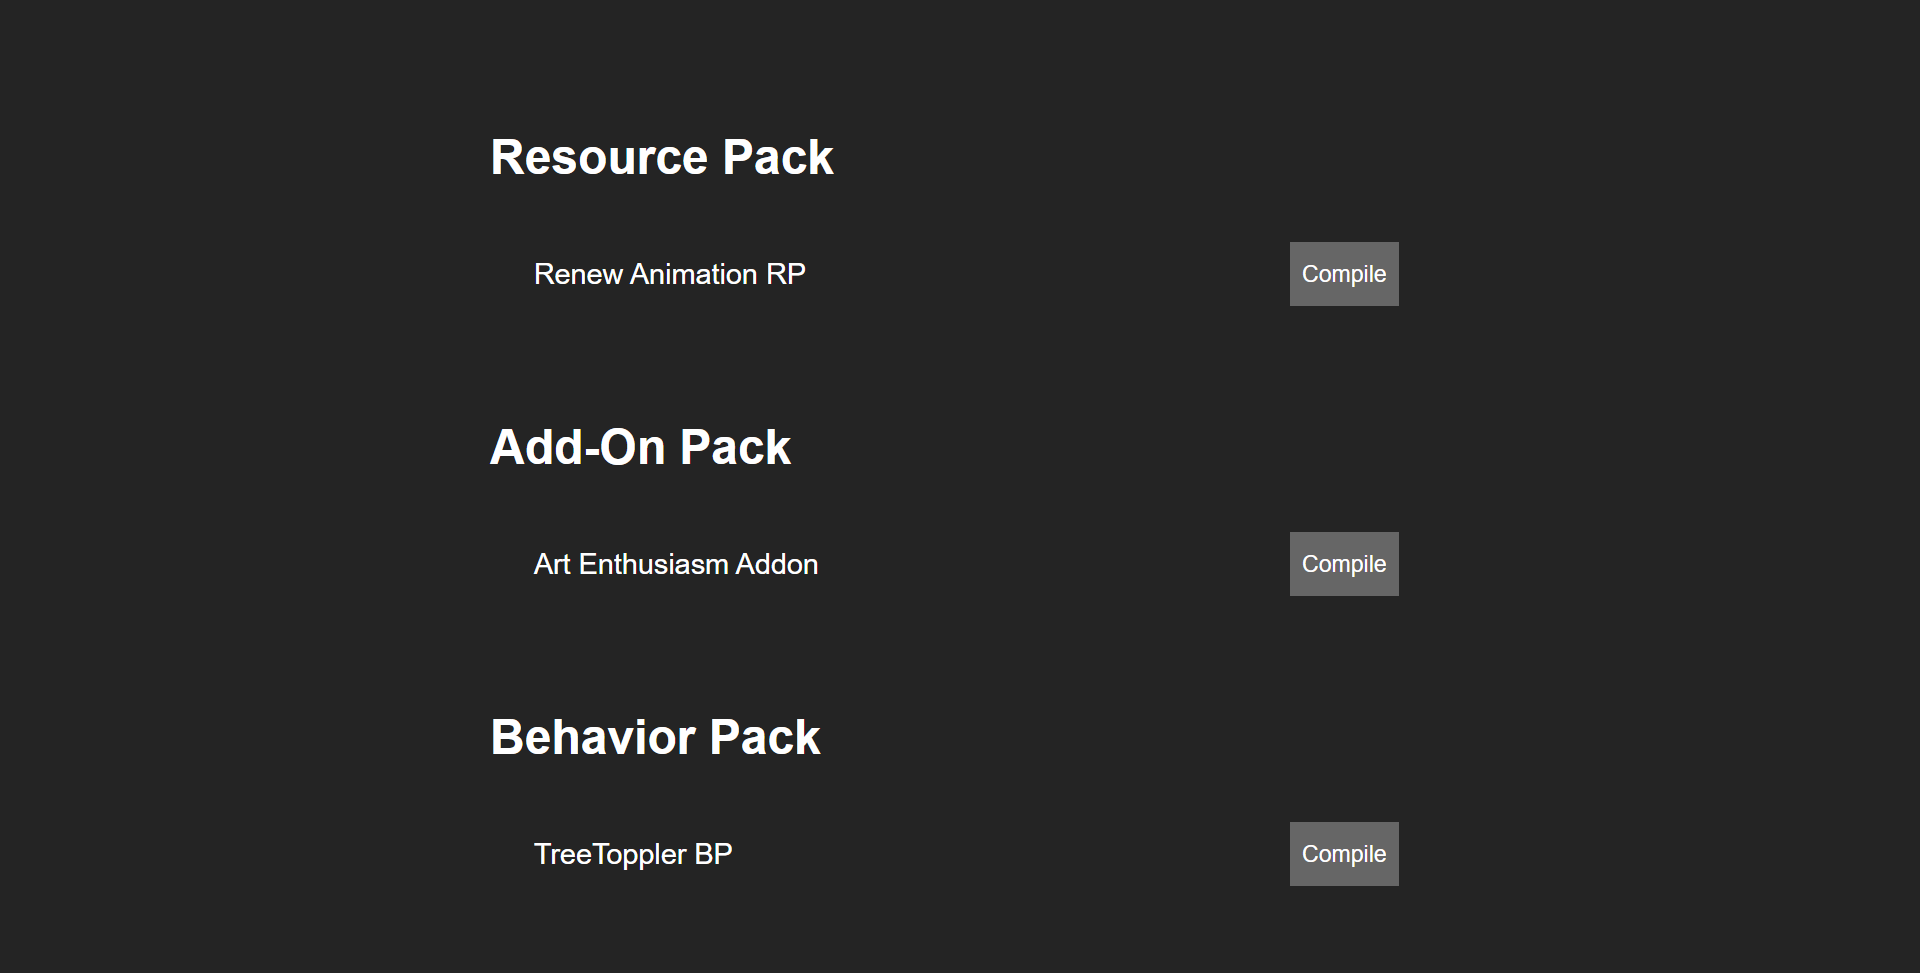 Resource Pack
Renew Animation RP
Compile
Add-On Pack
Art Enthusiasm Addon
Compile
Behavior Pack
TreeToppler BP
Compile